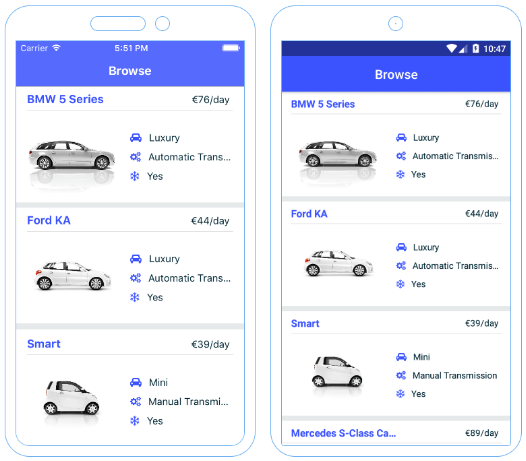 Carrier 5:51 PM
Browse
BMW 5 Series €76/day
Luxury
Automatic Trans...
Yes
Ford KA €44/day
Luxury
Automatic Trans...
Yes
Smart €39/day
Mini
Manual Transmi...
Yes
10:47
Browse
BMW 5 Series €76/day
Luxury
Automatic Transmis...
Yes
Ford KA €44/day
Luxury
Automatic Transmis...
Yes
Smart €39/day
Mini
Manual Transmission
Yes
Mercedes S-Class Ca... €89/day